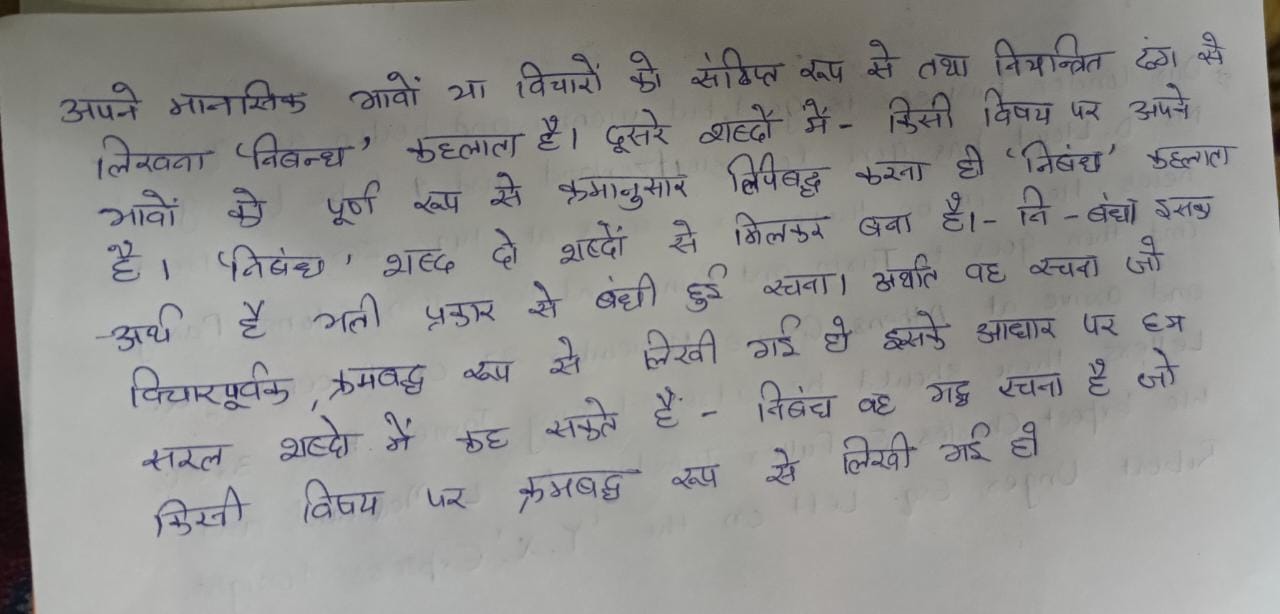 अपने मानसिक भावों या विचारों को संक्षिप्त रूप से तथा नियन्त्रित ढंग से
लिखना 'निबन्ध' कहलाता है। दूसरे शब्दों में - किसी विषय पर अपने
भावों को पूर्ण रूप से क्रमानुसार लिपिबद्ध करना ही 'निबंध' कहलाता
है। 'निबंध' शब्द दो शब्दों से मिलकर बना है।- नि - बंध। इसका
अर्थ है भली प्रकार से बंधी हुई रचना। अर्थात वह रचना जो
विचारपूर्वक, क्रमबद्ध रूप से लिखी गई हो इसके आधार पर हम
सरल शब्दो में कह सकते हैं - निबंध वह गद्य रचना है जो
किसी विषय पर क्रमबद्ध रूप से लिखी गई हो